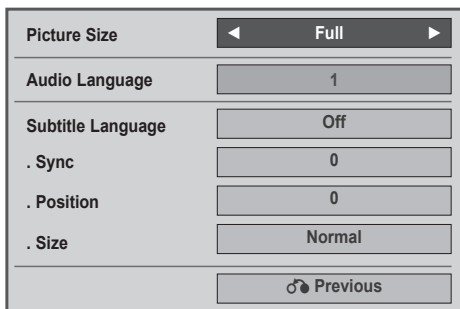 Picture Size ◄ Full ►
Audio Language 1
Subtitle Language Off
. Sync 0
. Position 0
. Size Normal
Previous